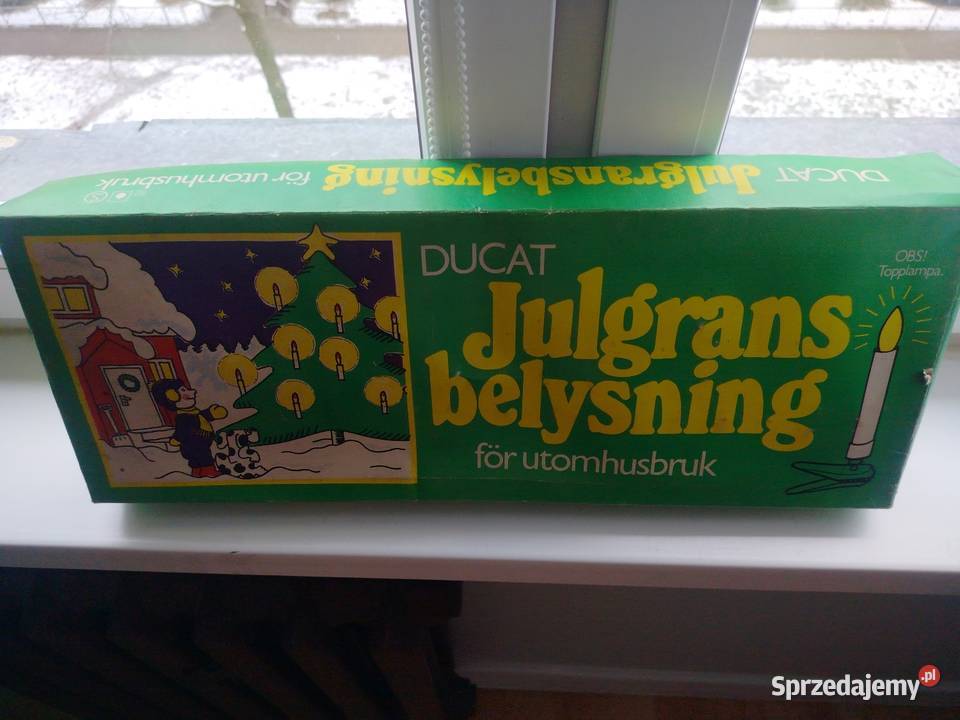 DUCAT Julgransbelysning för utomhusbruk
DUCAT
Julgrans
belysning
för utomhusbruk
OBS!
Topplampa.
Sprzedajemy.pl